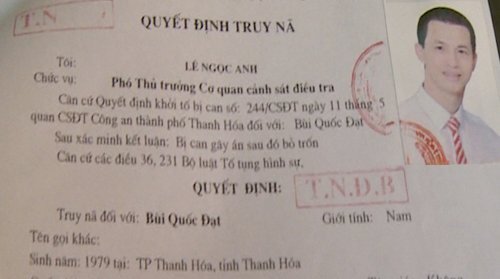 T.N
QUYẾT ĐỊNH TRUY NÃ
Tôi: LÊ NGỌC ANH
Chức vụ: Phó Thủ trưởng Cơ quan cảnh sát điều tra
Căn cứ Quyết định khởi tố bị can số: 244/CSĐT ngày 11 tháng 5
quan CSĐT Công an thành phố Thanh Hóa đối với: Bùi Quốc Đạt
Sau xác minh kết luận: Bị can gây án sau đó bỏ trốn
Căn cứ các điều 36, 231 Bộ luật Tố tụng hình sự,
QUYẾT ĐỊNH:
T.N.Đ.B
Truy nã đối với: Bùi Quốc Đạt Giới tính: Nam
Tên gọi khác:
Sinh năm: 1979 tại: TP Thanh Hóa, tỉnh Thanh Hóa